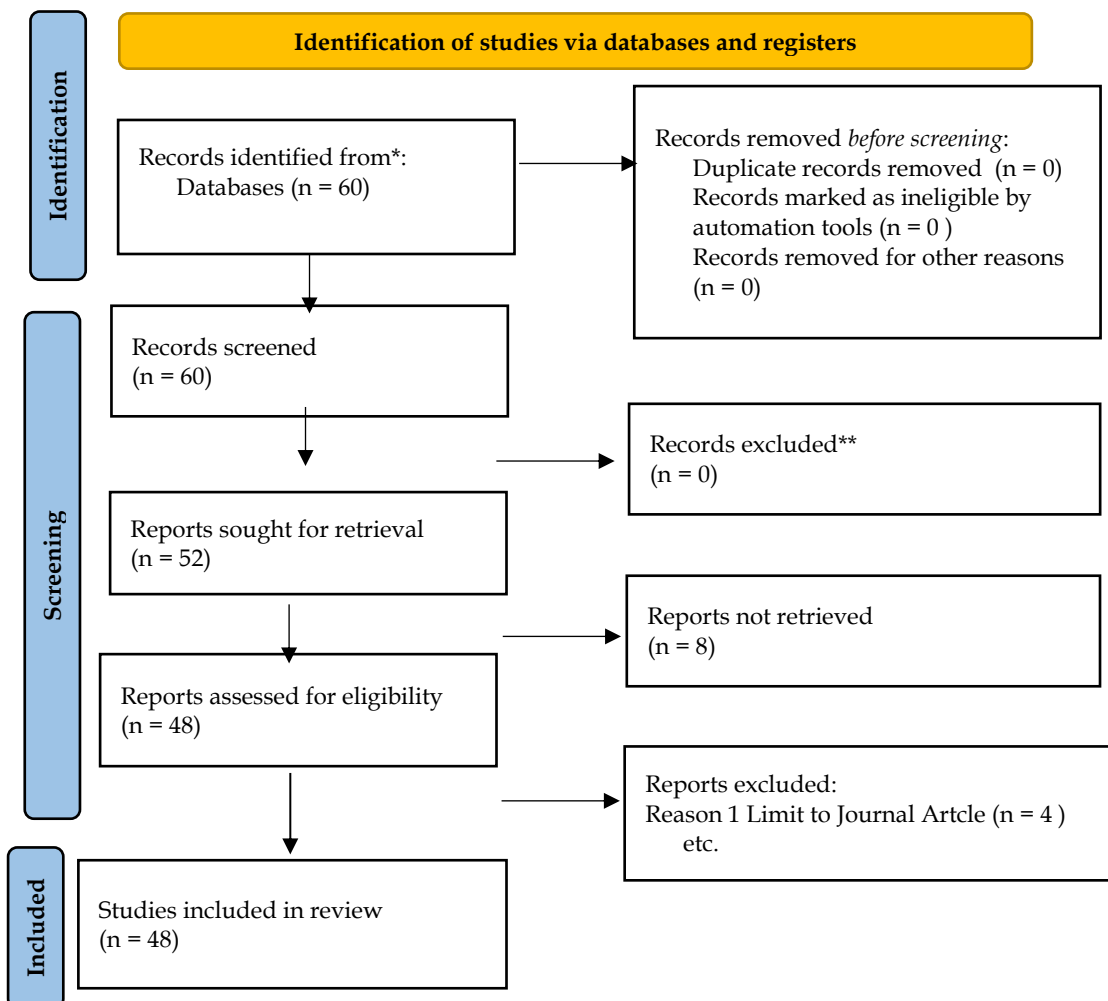 Identification of studies via databases and registers
Identification
Records identified from*:
Databases (n = 60)
Records removed before screening:
Duplicate records removed  (n = 0)
Records marked as ineligible by
automation tools (n = 0 )
Records removed for other reasons
(n = 0)
Screening
Records screened
(n = 60)
Records excluded**
(n = 0)
Reports sought for retrieval
(n = 52)
Reports not retrieved
(n = 8)
Reports assessed for eligibility
(n = 48)
Reports excluded:
Reason 1 Limit to Journal Artcle (n = 4 )
etc.
Included
Studies included in review
(n = 48)